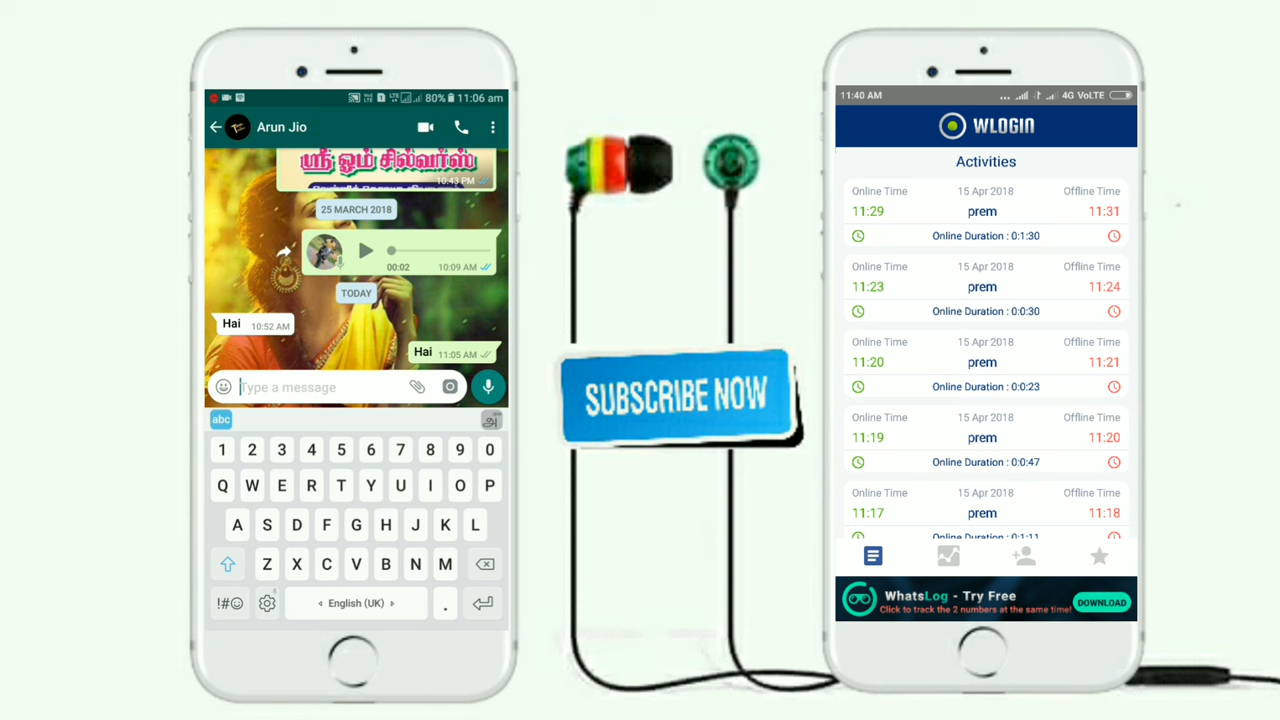 80% 11:06 am
Arun Jio
ஸ்ரீ ஓம் சில்வர்ஸ்
10:43 PM
25 MARCH 2018
00:02 10:09 AM
TODAY
Hai 10:52 AM
Hai 11:05 AM
Type a message
abc
அ
1 2 3 4 5 6 7 8 9 0
Q W E R T Y U I O P
A S D F G H J K L
Z X C V B N M
!#☺ English (UK) .
SUBSCRIBE NOW
11:40 AM ... 4G VoLTE
WLOGIN
Activities
Online Time 15 Apr 2018 Offline Time
11:29 prem 11:31
Online Duration : 0:1:30
Online Time 15 Apr 2018 Offline Time
11:23 prem 11:24
Online Duration : 0:0:30
Online Time 15 Apr 2018 Offline Time
11:20 prem 11:21
Online Duration : 0:0:23
Online Time 15 Apr 2018 Offline Time
11:19 prem 11:20
Online Duration : 0:0:47
Online Time 15 Apr 2018 Offline Time
11:17 prem 11:18
Online Duration : 0:1:11
WhatsLog - Try Free
Click to track the 2 numbers at the same time!
DOWNLOAD